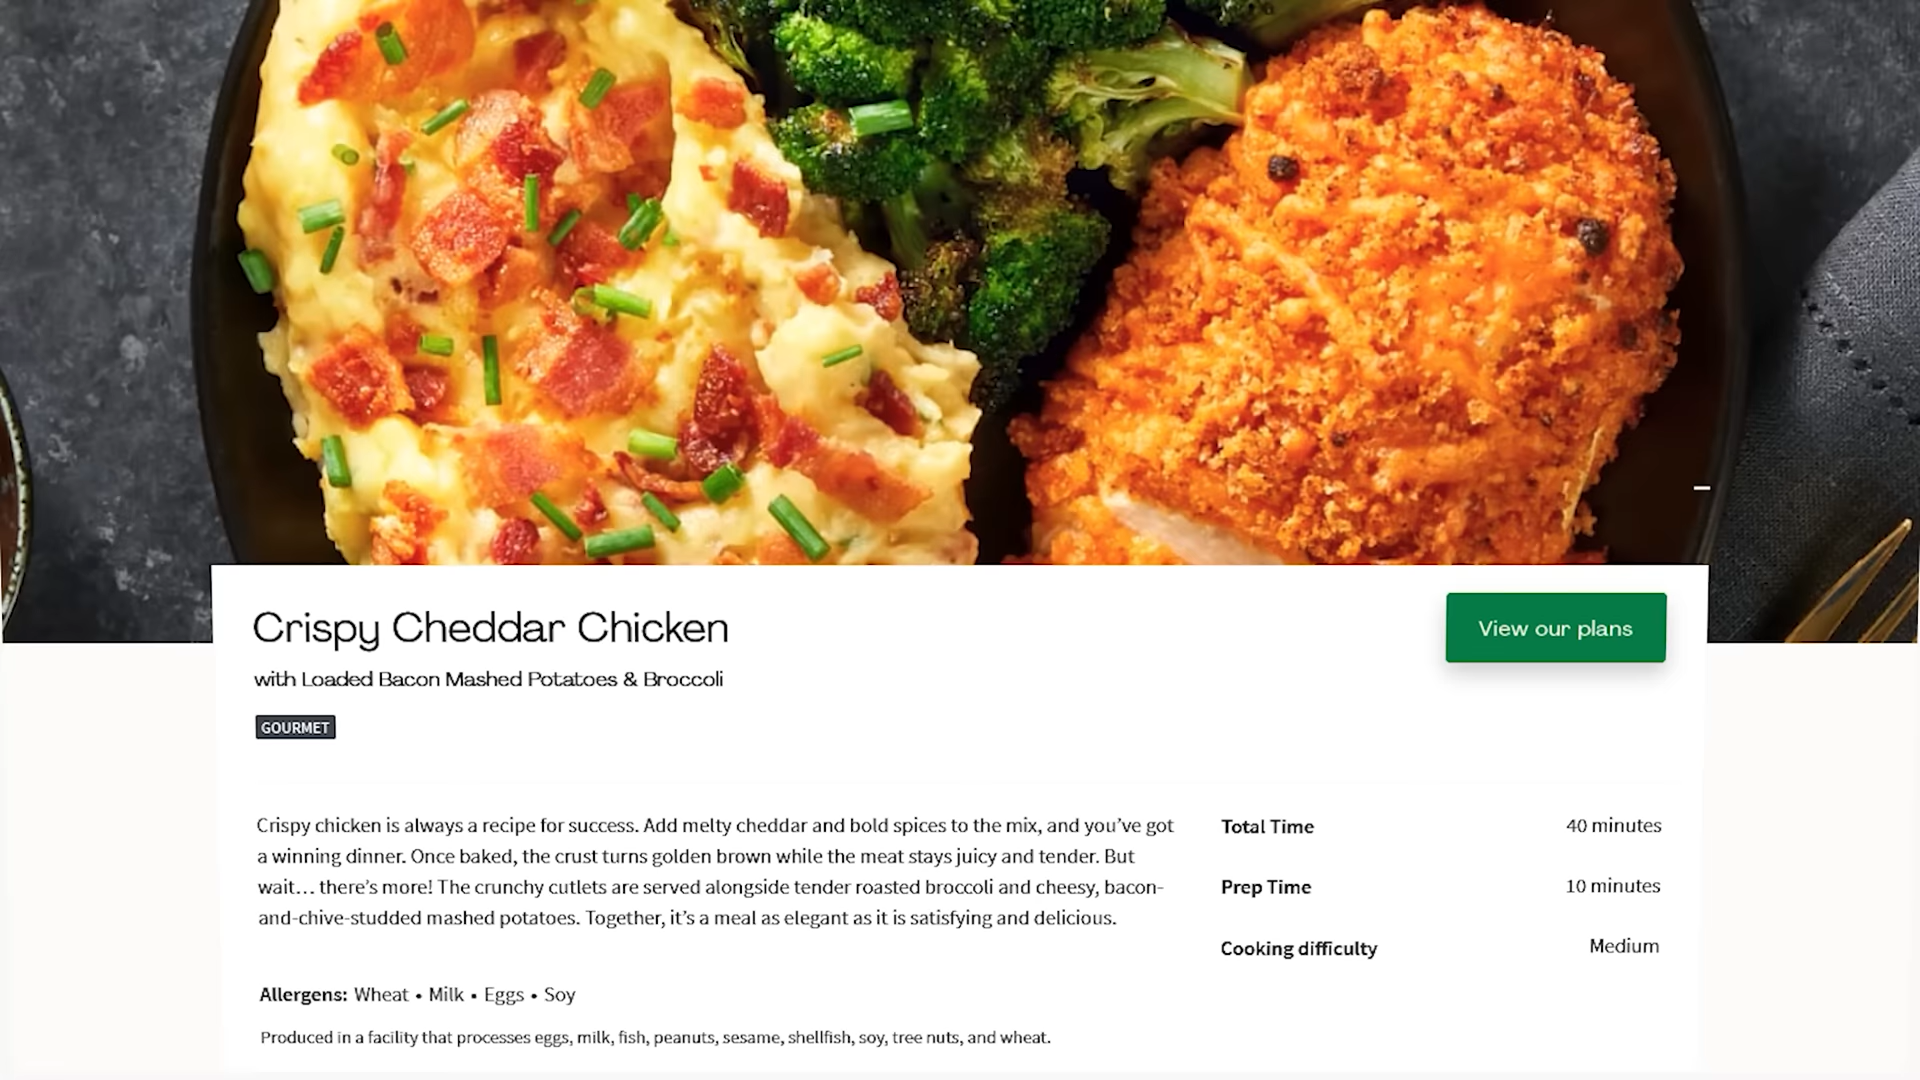 Crispy Cheddar Chicken
View our plans
with Loaded Bacon Mashed Potatoes & Broccoli
GOURMET
Crispy chicken is always a recipe for success. Add melty cheddar and bold spices to the mix, and you’ve got
a winning dinner. Once baked, the crust turns golden brown while the meat stays juicy and tender. But
wait… there’s more! The crunchy cutlets are served alongside tender roasted broccoli and cheesy, bacon-
and-chive-studded mashed potatoes. Together, it’s a meal as elegant as it is satisfying and delicious.
Total Time 40 minutes
Prep Time 10 minutes
Cooking difficulty Medium
Allergens: Wheat • Milk • Eggs • Soy
Produced in a facility that processes eggs, milk, fish, peanuts, sesame, shellfish, soy, tree nuts, and wheat.